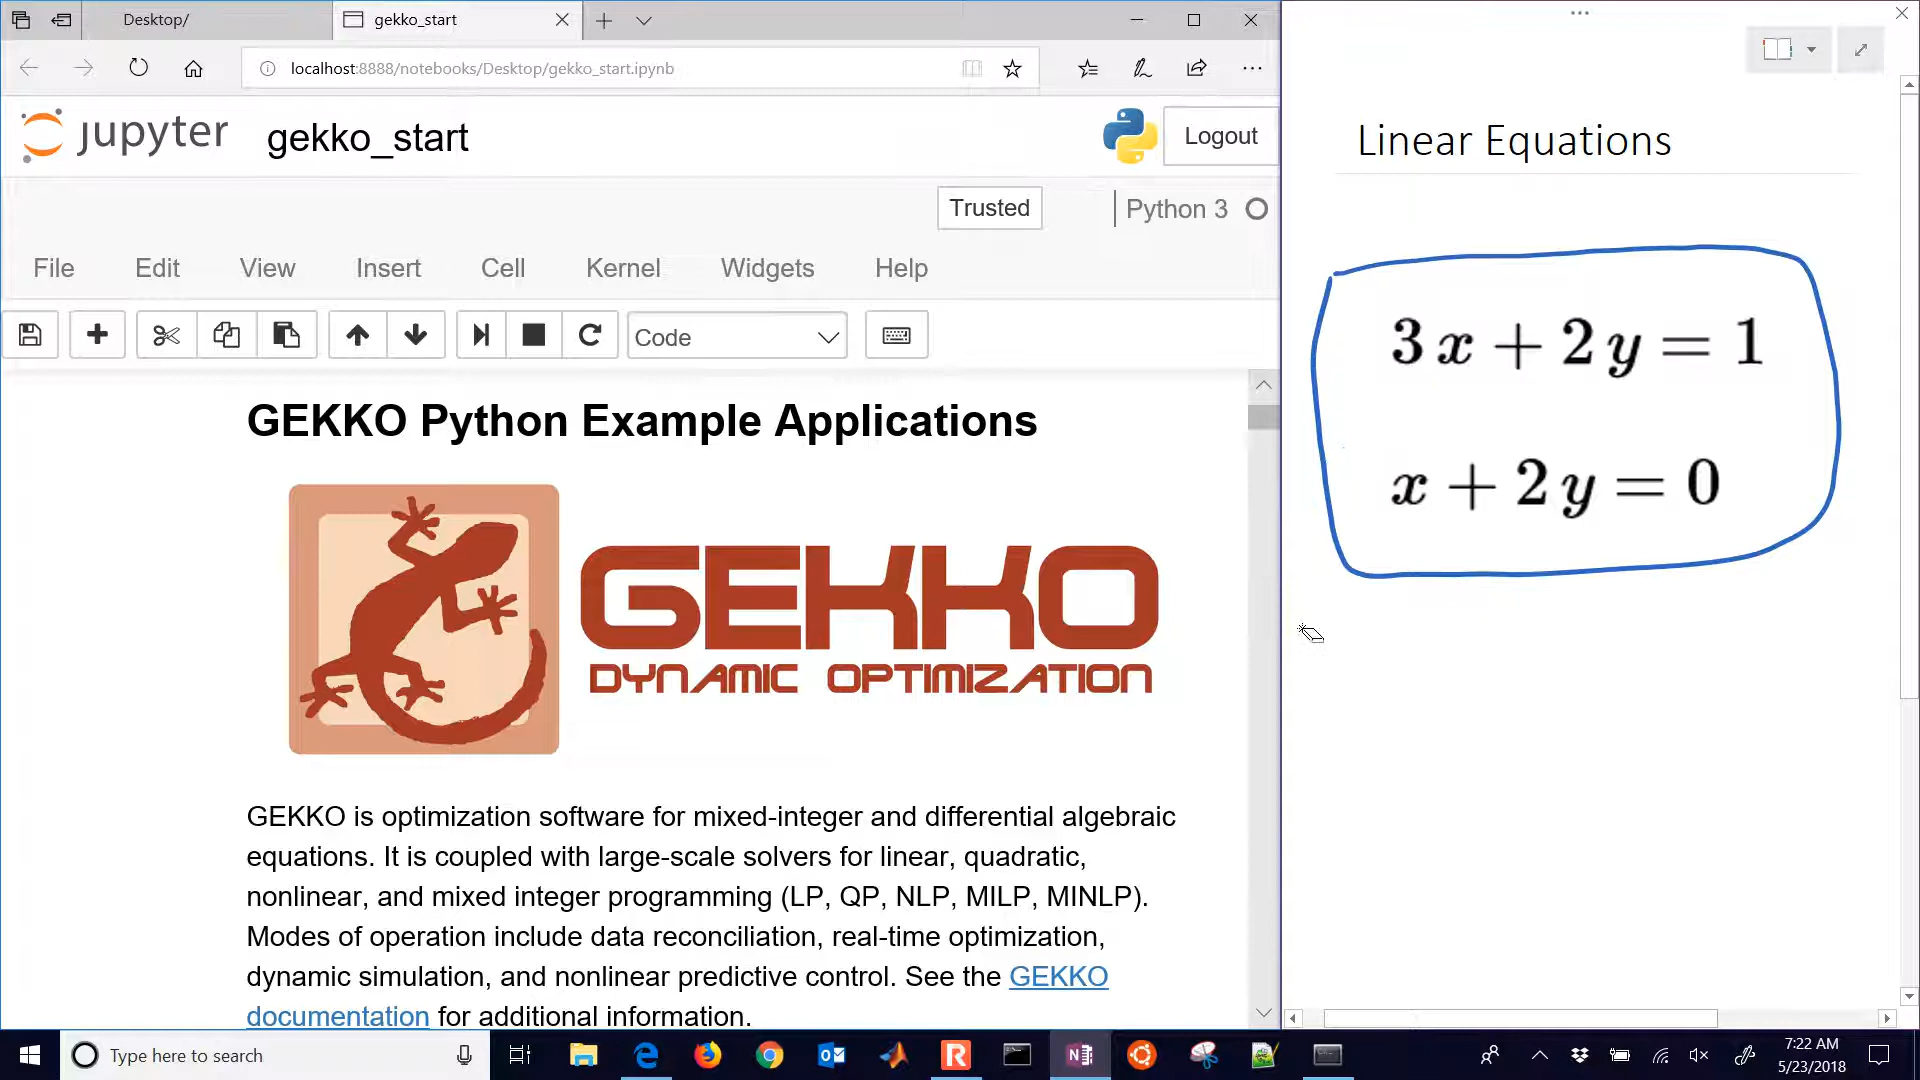 Desktop/
gekko_start
localhost:8888/notebooks/Desktop/gekko_start.ipynb
jupyter gekko_start
Logout
Trusted
Python 3
File Edit View Insert Cell Kernel Widgets Help
Code
GEKKO Python Example Applications
GEKKO
DYNAMIC OPTIMIZATION
GEKKO is optimization software for mixed-integer and differential algebraic
equations. It is coupled with large-scale solvers for linear, quadratic,
nonlinear, and mixed integer programming (LP, QP, NLP, MILP, MINLP).
Modes of operation include data reconciliation, real-time optimization,
dynamic simulation, and nonlinear predictive control. See the GEKKO
documentation for additional information.
Linear Equations
3 x + 2 y = 1
x + 2 y = 0
Type here to search
7:22 AM
5/23/2018